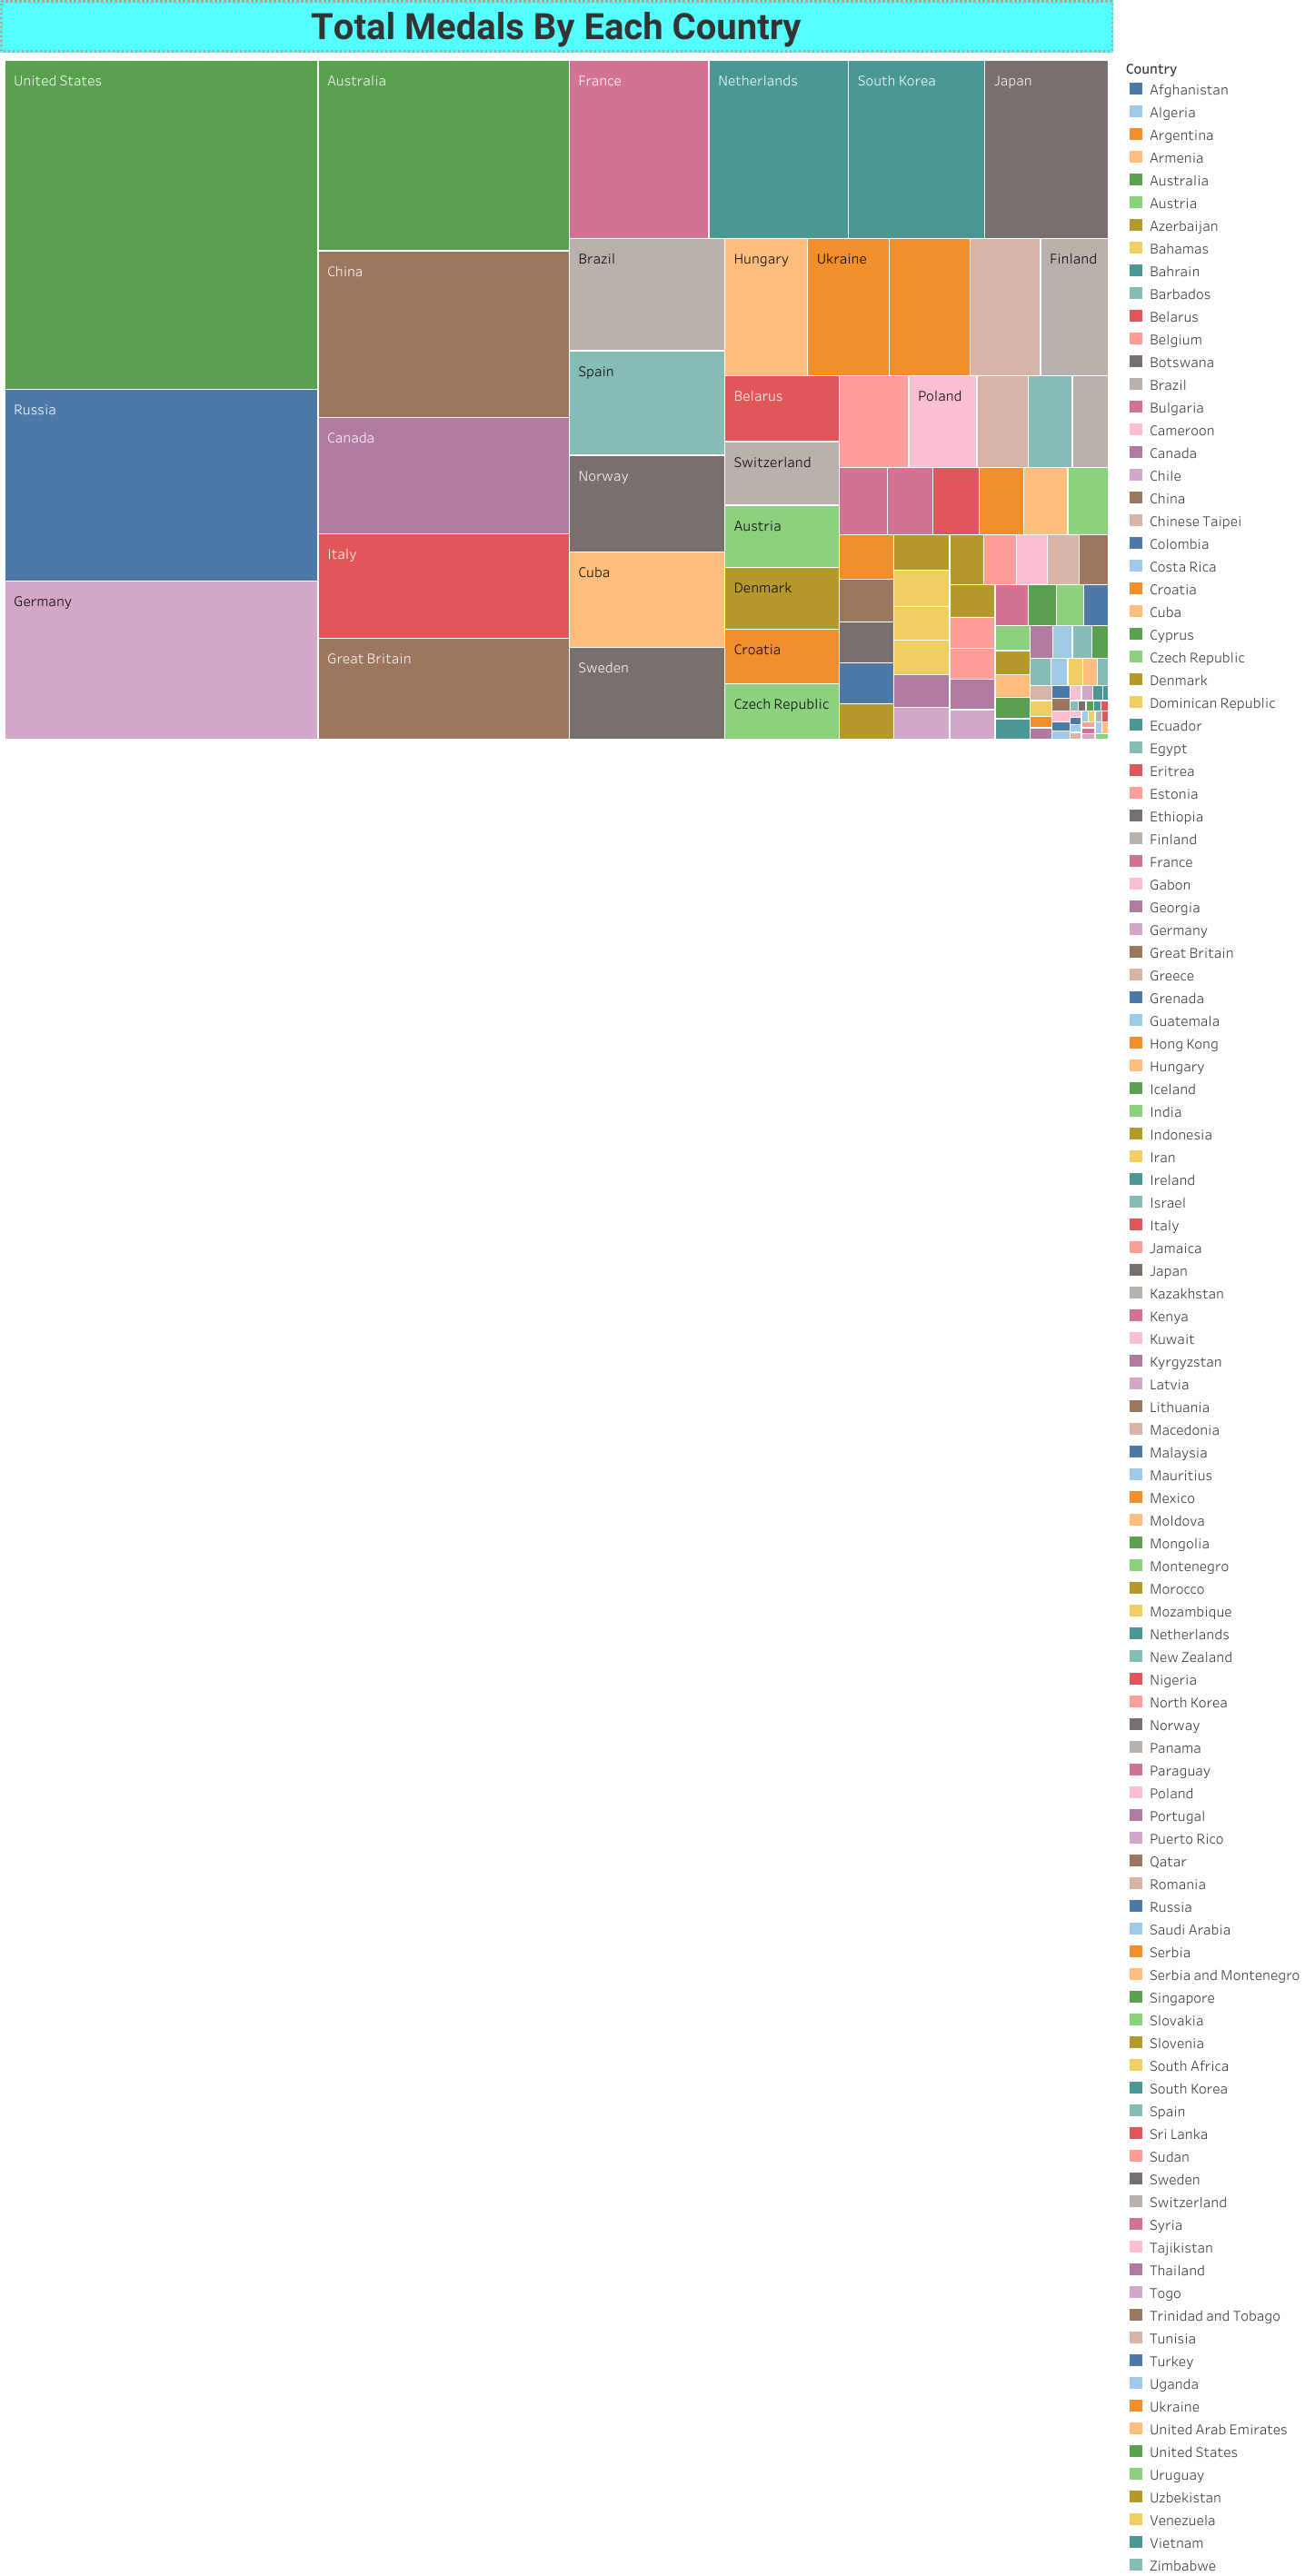 Total Medals By Each Country
United States
Australia
France
Netherlands
South Korea
Japan
Brazil
Hungary
Ukraine
Finland
China
Spain
Belarus
Poland
Russia
Canada
Switzerland
Norway
Austria
Italy
Cuba
Denmark
Germany
Croatia
Great Britain
Sweden
Czech Republic
Country
Afghanistan
Algeria
Argentina
Armenia
Australia
Austria
Azerbaijan
Bahamas
Bahrain
Barbados
Belarus
Belgium
Botswana
Brazil
Bulgaria
Cameroon
Canada
Chile
China
Chinese Taipei
Colombia
Costa Rica
Croatia
Cuba
Cyprus
Czech Republic
Denmark
Dominican Republic
Ecuador
Egypt
Eritrea
Estonia
Ethiopia
Finland
France
Gabon
Georgia
Germany
Great Britain
Greece
Grenada
Guatemala
Hong Kong
Hungary
Iceland
India
Indonesia
Iran
Ireland
Israel
Italy
Jamaica
Japan
Kazakhstan
Kenya
Kuwait
Kyrgyzstan
Latvia
Lithuania
Macedonia
Malaysia
Mauritius
Mexico
Moldova
Mongolia
Montenegro
Morocco
Mozambique
Netherlands
New Zealand
Nigeria
North Korea
Norway
Panama
Paraguay
Poland
Portugal
Puerto Rico
Qatar
Romania
Russia
Saudi Arabia
Serbia
Serbia and Montenegro
Singapore
Slovakia
Slovenia
South Africa
South Korea
Spain
Sri Lanka
Sudan
Sweden
Switzerland
Syria
Tajikistan
Thailand
Togo
Trinidad and Tobago
Tunisia
Turkey
Uganda
Ukraine
United Arab Emirates
United States
Uruguay
Uzbekistan
Venezuela
Vietnam
Zimbabwe